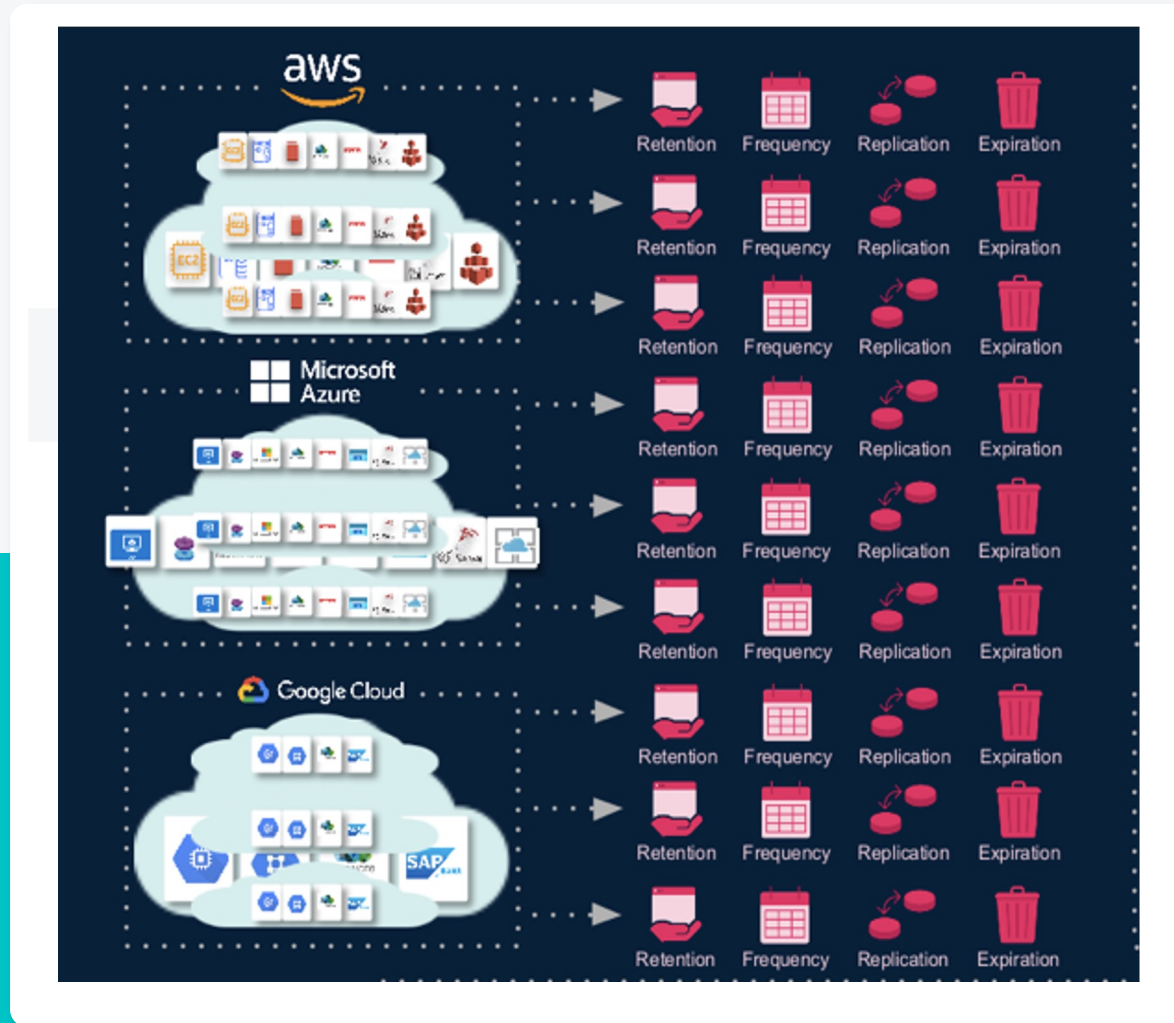 aws
Retention Frequency Replication Expiration
Retention Frequency Replication Expiration
EC2
Retention Frequency Replication Expiration
Microsoft
Azure
Retention Frequency Replication Expiration
Retention Frequency Replication Expiration
Retention Frequency Replication Expiration
Google Cloud
Retention Frequency Replication Expiration
Retention Frequency Replication Expiration
SAP
Retention Frequency Replication Expiration